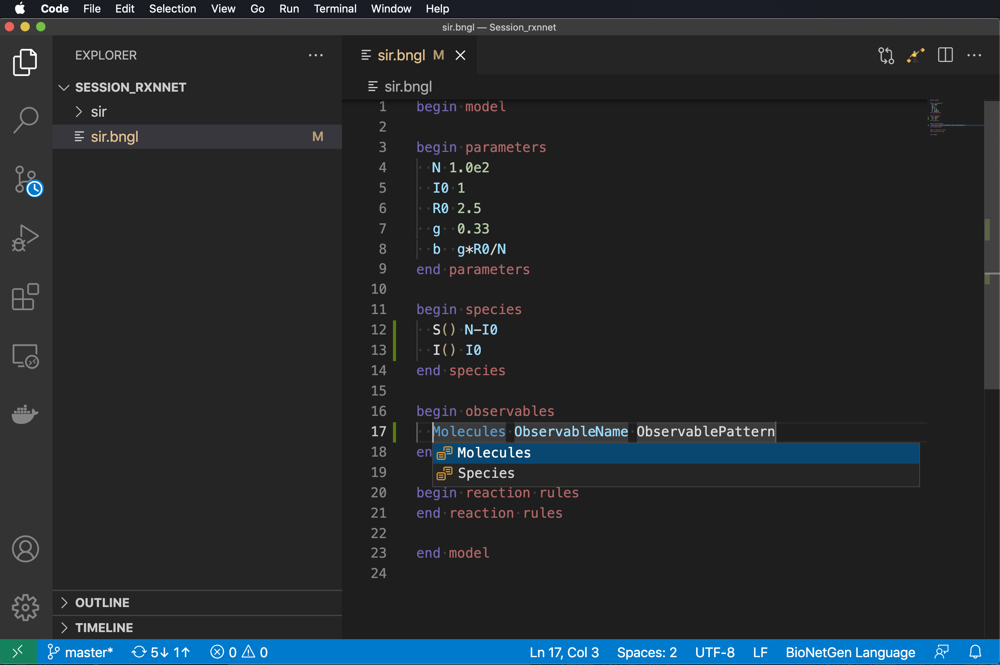 Code File Edit Selection View Go Run Terminal Window Help
sir.bngl — Session_rxnnet
EXPLORER
SESSION_RXNNET
sir
sir.bngl M
OUTLINE
TIMELINE
sir.bngl M
sir.bngl
1 begin model
2
3 begin parameters
4 N 1.0e2
5 I0 1
6 R0 2.5
7 g 0.33
8 b g*R0/N
9 end parameters
10
11 begin species
12 S() N-I0
13 I() I0
14 end species
15
16 begin observables
17 Molecules ObservableName ObservablePattern
18 en
Molecules
19
Species
20 begin reaction rules
21 end reaction rules
22
23 end model
24
master* 5↓ 1↑ 0 0 Ln 17, Col 3 Spaces: 2 UTF-8 LF BioNetGen Language